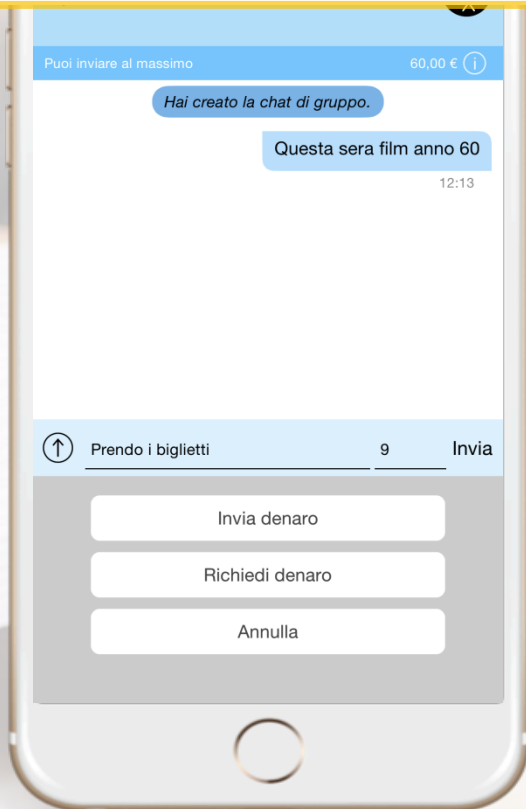 Puoi inviare al massimo 60,00 € i
Hai creato la chat di gruppo.
Questa sera film anno 60
12:13
Prendo i biglietti 9 Invia
Invia denaro
Richiedi denaro
Annulla